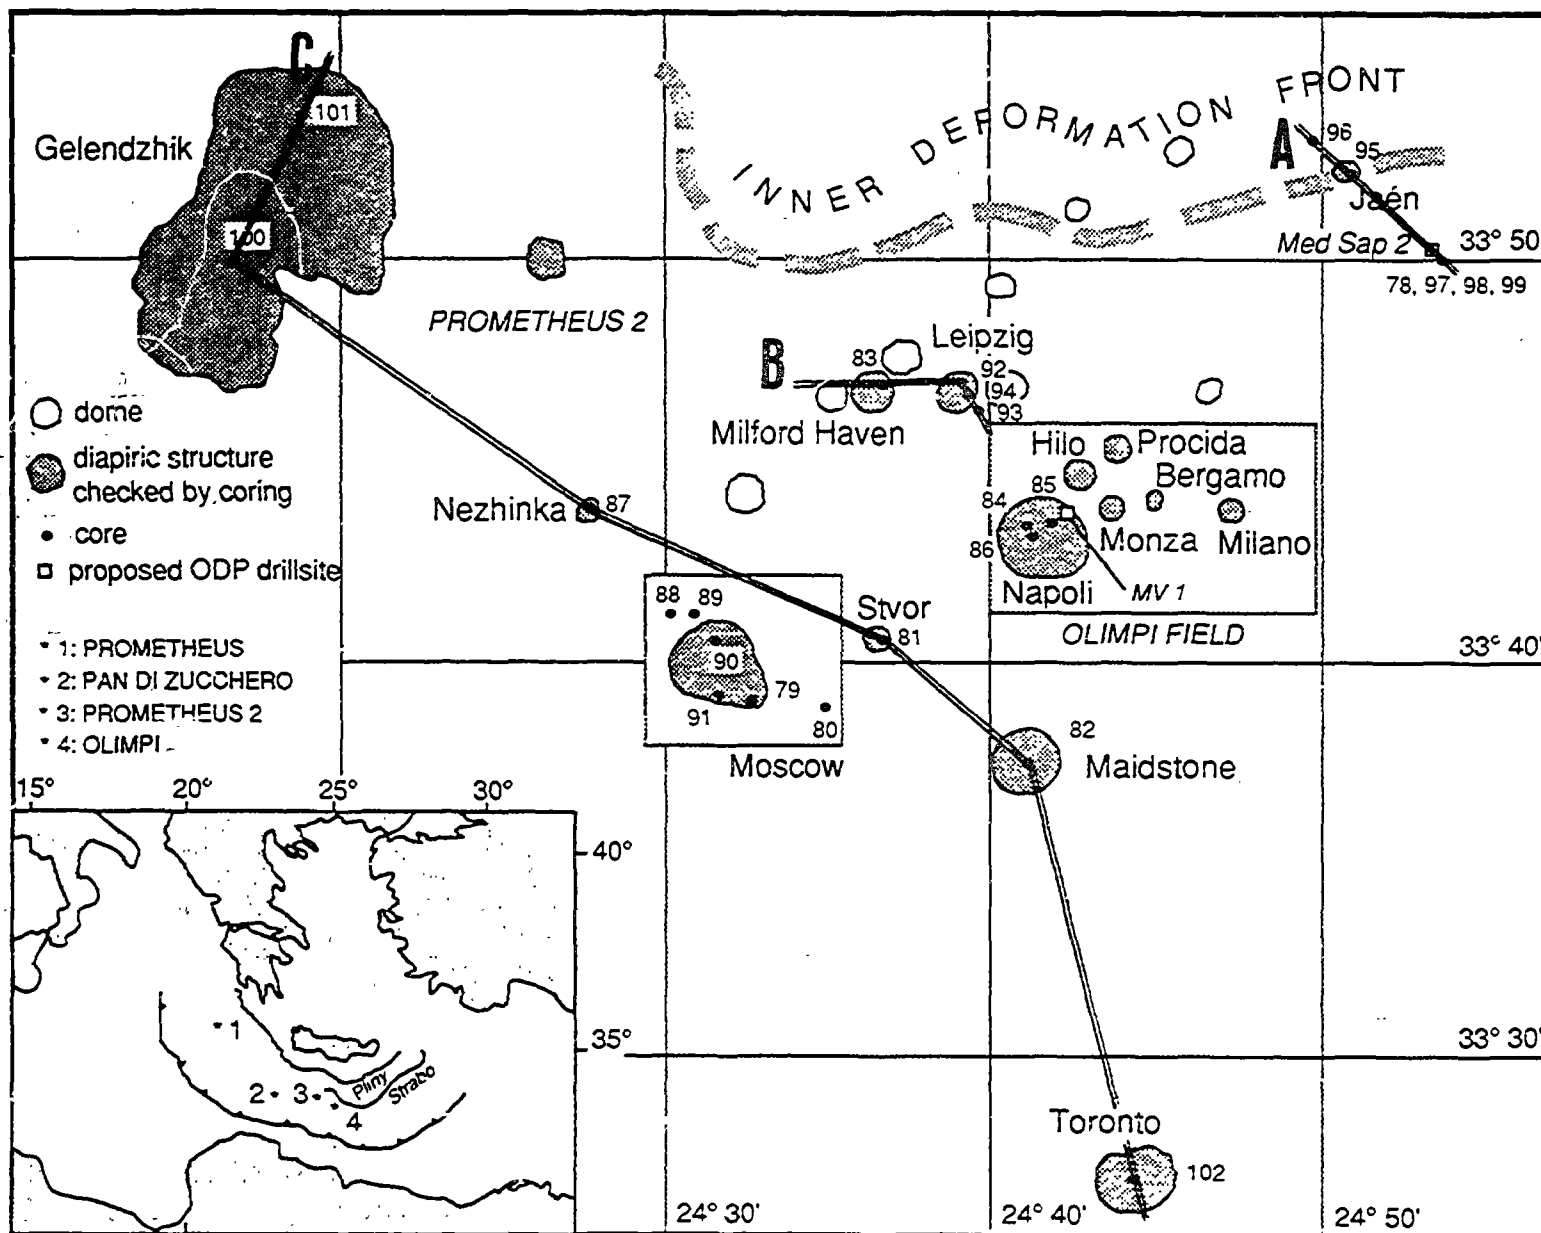 C
101
Gelendzhik
100
INNER DEFORMATION FRONT
A
96
95
Jaén
Med Sap 2
33° 50'
78, 97, 98, 99
PROMETHEUS 2
Leipzig
B
83
92
94
93
Milford Haven
dome
diapiric structure
checked by coring
core
proposed ODP drillsite
Nezhinka
87
Hilo
Procida
Bergamo
85
84
86
Monza
Milano
Napoli
MV 1
OLIMPI FIELD
Stvor
81
88
89
90
79
91
80
Moscow
33° 40'
82
Maidstone
* 1: PROMETHEUS
* 2: PAN DI ZUCCHERO
* 3: PROMETHEUS 2
* 4: OLIMPI
15°
20°
25°
30°
40°
35°
1
2
3
4
Pliny
Strabo
33° 30'
Toronto
102
24° 30'
24° 40'
24° 50'